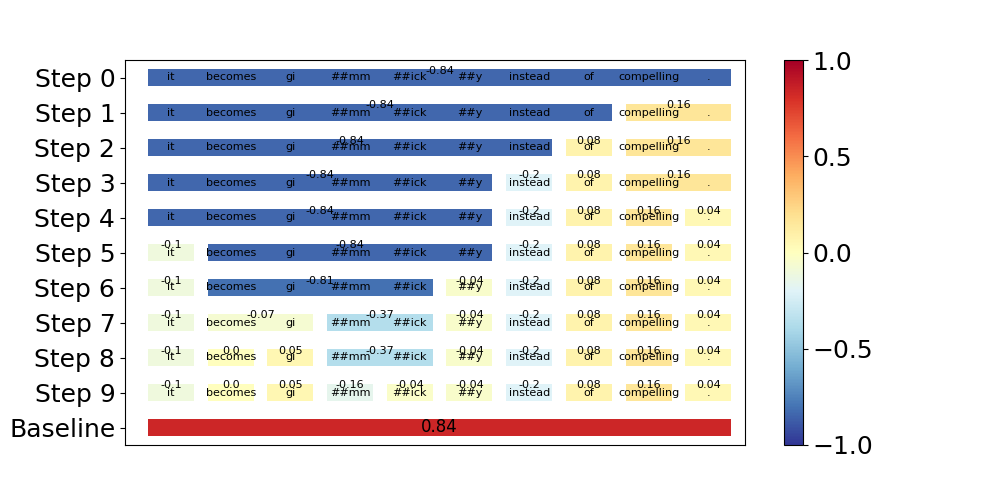 1.0
-0.84
Step 0 it becomes gi ##mm ##ick ##y instead of compelling .
-0.84 0.16
Step 1 it becomes gi ##mm ##ick ##y instead of compelling .
-0.84 0.08 0.16
Step 2 it becomes gi ##mm ##ick ##y instead of compelling .
0.5
-0.84 -0.2 0.08 0.16
Step 3 it becomes gi ##mm ##ick ##y instead of compelling .
-0.84 -0.2 0.08 0.16 0.04
Step 4 it becomes gi ##mm ##ick ##y instead of compelling .
-0.1 -0.84 -0.2 0.08 0.16 0.04
Step 5 it becomes gi ##mm ##ick ##y instead of compelling .
0.0
-0.1 -0.81 -0.04 -0.2 0.08 0.16 0.04
Step 6 it becomes gi ##mm ##ick ##y instead of compelling .
-0.1 -0.07 -0.37 -0.04 -0.2 0.08 0.16 0.04
Step 7 it becomes gi ##mm ##ick ##y instead of compelling .
−0.5
-0.1 0.0 0.05 -0.37 -0.04 -0.2 0.08 0.16 0.04
Step 8 it becomes gi ##mm ##ick ##y instead of compelling .
-0.1 0.0 0.05 -0.16 -0.04 -0.04 -0.2 0.08 0.16 0.04
Step 9 it becomes gi ##mm ##ick ##y instead of compelling .
Baseline 0.84
−1.0